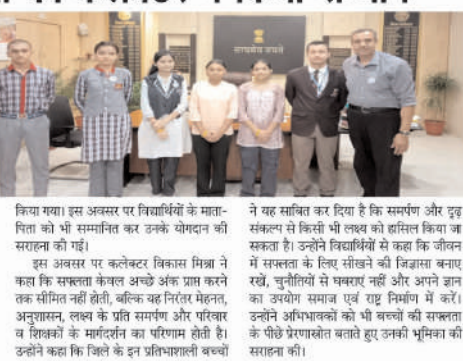 सत्यमेव जयते
किया गया। इस अवसर पर विद्यार्थियों के माता-
पिता को भी सम्मानित कर उनके योगदान की
सराहना की गई।
इस अवसर पर कलेक्टर विकास मिश्रा ने
कहा कि सफलता केवल अच्छे अंक प्राप्त करने
तक सीमित नहीं होती, बल्कि यह निरंतर मेहनत,
अनुशासन, लक्ष्य के प्रति समर्पण और परिवार
व शिक्षकों के मार्गदर्शन का परिणाम होती है।
उन्होंने कहा कि जिले के इन प्रतिभाशाली बच्चों
ने यह साबित कर दिया है कि समर्पण और दृढ़
संकल्प से किसी भी लक्ष्य को हासिल किया जा
सकता है। उन्होंने विद्यार्थियों से कहा कि जीवन
में सफलता के लिए सीखने की जिज्ञासा बनाए
रखें, चुनौतियों से घबराएं नहीं और अपने ज्ञान
का उपयोग समाज एवं राष्ट्र निर्माण में करें।
उन्होंने अभिभावकों को भी बच्चों की सफलता
के पीछे प्रेरणास्रोत बताते हुए उनकी भूमिका की
सराहना की।